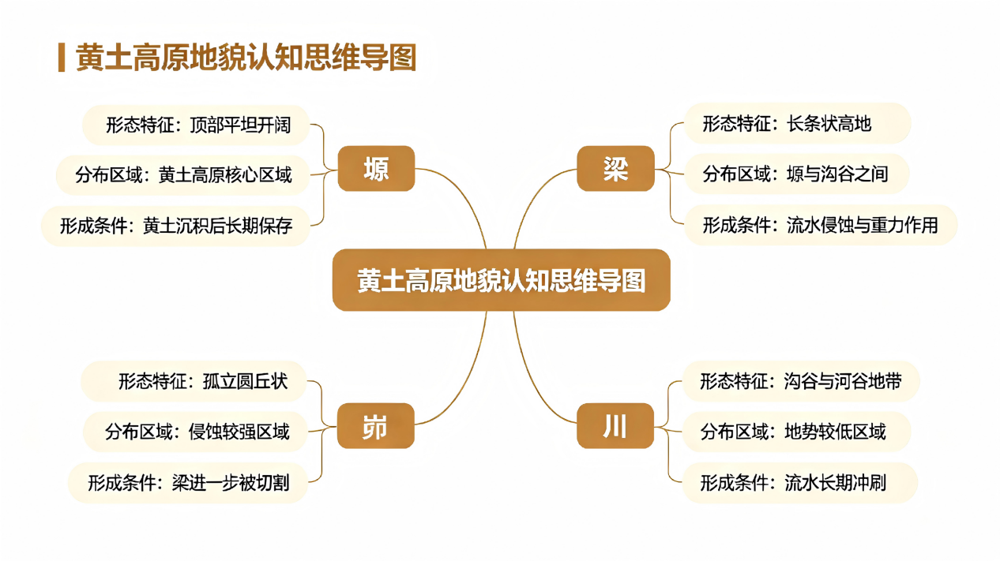 黄土高原地貌认知思维导图
形态特征：顶部平坦开阔
分布区域：黄土高原核心区域
形成条件：黄土沉积后长期保存
塬
梁
形态特征：长条状高地
分布区域：塬与沟谷之间
形成条件：流水侵蚀与重力作用
黄土高原地貌认知思维导图
形态特征：孤立圆丘状
分布区域：侵蚀较强区域
形成条件：梁进一步被切割
峁
川
形态特征：沟谷与河谷地带
分布区域：地势较低区域
形成条件：流水长期冲刷